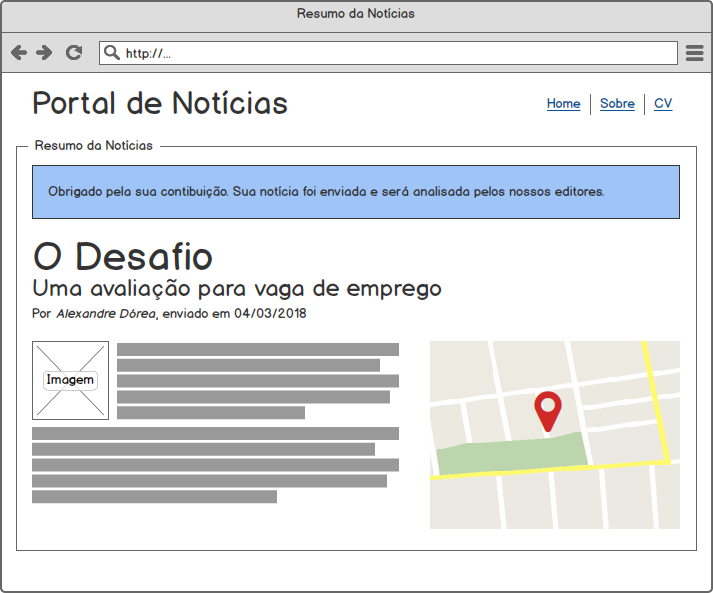 Resumo da Notícias
http://...
Portal de Notícias
Home Sobre CV
Resumo da Notícias
Obrigado pela sua contibuição. Sua notícia foi enviada e será analisada pelos nossos editores.
O Desafio
Uma avaliação para vaga de emprego
Por Alexandre Dórea, enviado em 04/03/2018
Imagem